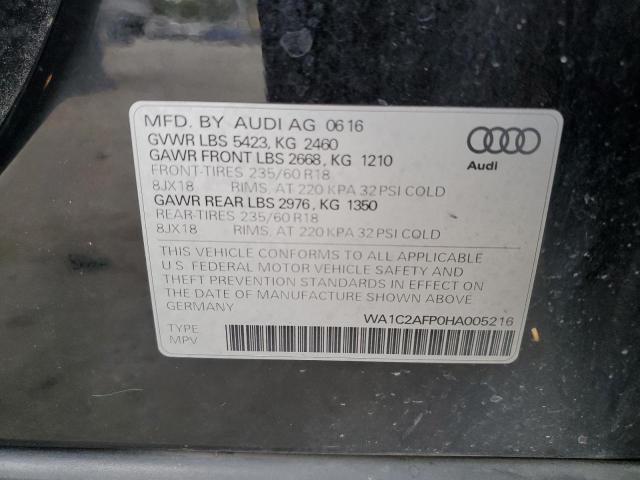 MFD. BY AUDI AG 0616
GVWR LBS 5423, KG 2460
GAWR FRONT LBS 2668, KG 1210
FRONT-TIRES 235/60 R18
8JX18 RIMS, AT 220 KPA 32 PSI COLD
GAWR REAR LBS 2976, KG 1350
REAR-TIRES 235/60 R18
8JX18 RIMS, AT 220 KPA 32 PSI COLD
Audi
THIS VEHICLE CONFORMS TO ALL APPLICABLE
U.S. FEDERAL MOTOR VEHICLE SAFETY AND
THEFT PREVENTION STANDARDS IN EFFECT ON
THE DATE OF MANUFACTURE SHOWN ABOVE.
GERMANY
WA1C2AFP0HA005216
TYPE
MPV